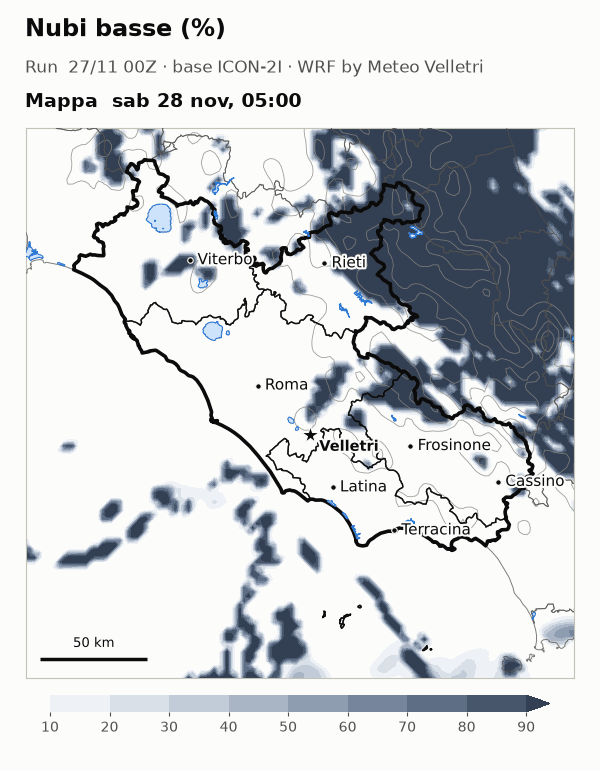 Nubi basse (%)
Run  27/11 00Z · base ICON-2I · WRF by Meteo Velletri
Mappa  sab 28 nov, 05:00
Viterbo
Rieti
Roma
Velletri
Frosinone
Cassino
Latina
Terracina
50 km
10 20 30 40 50 60 70 80 90